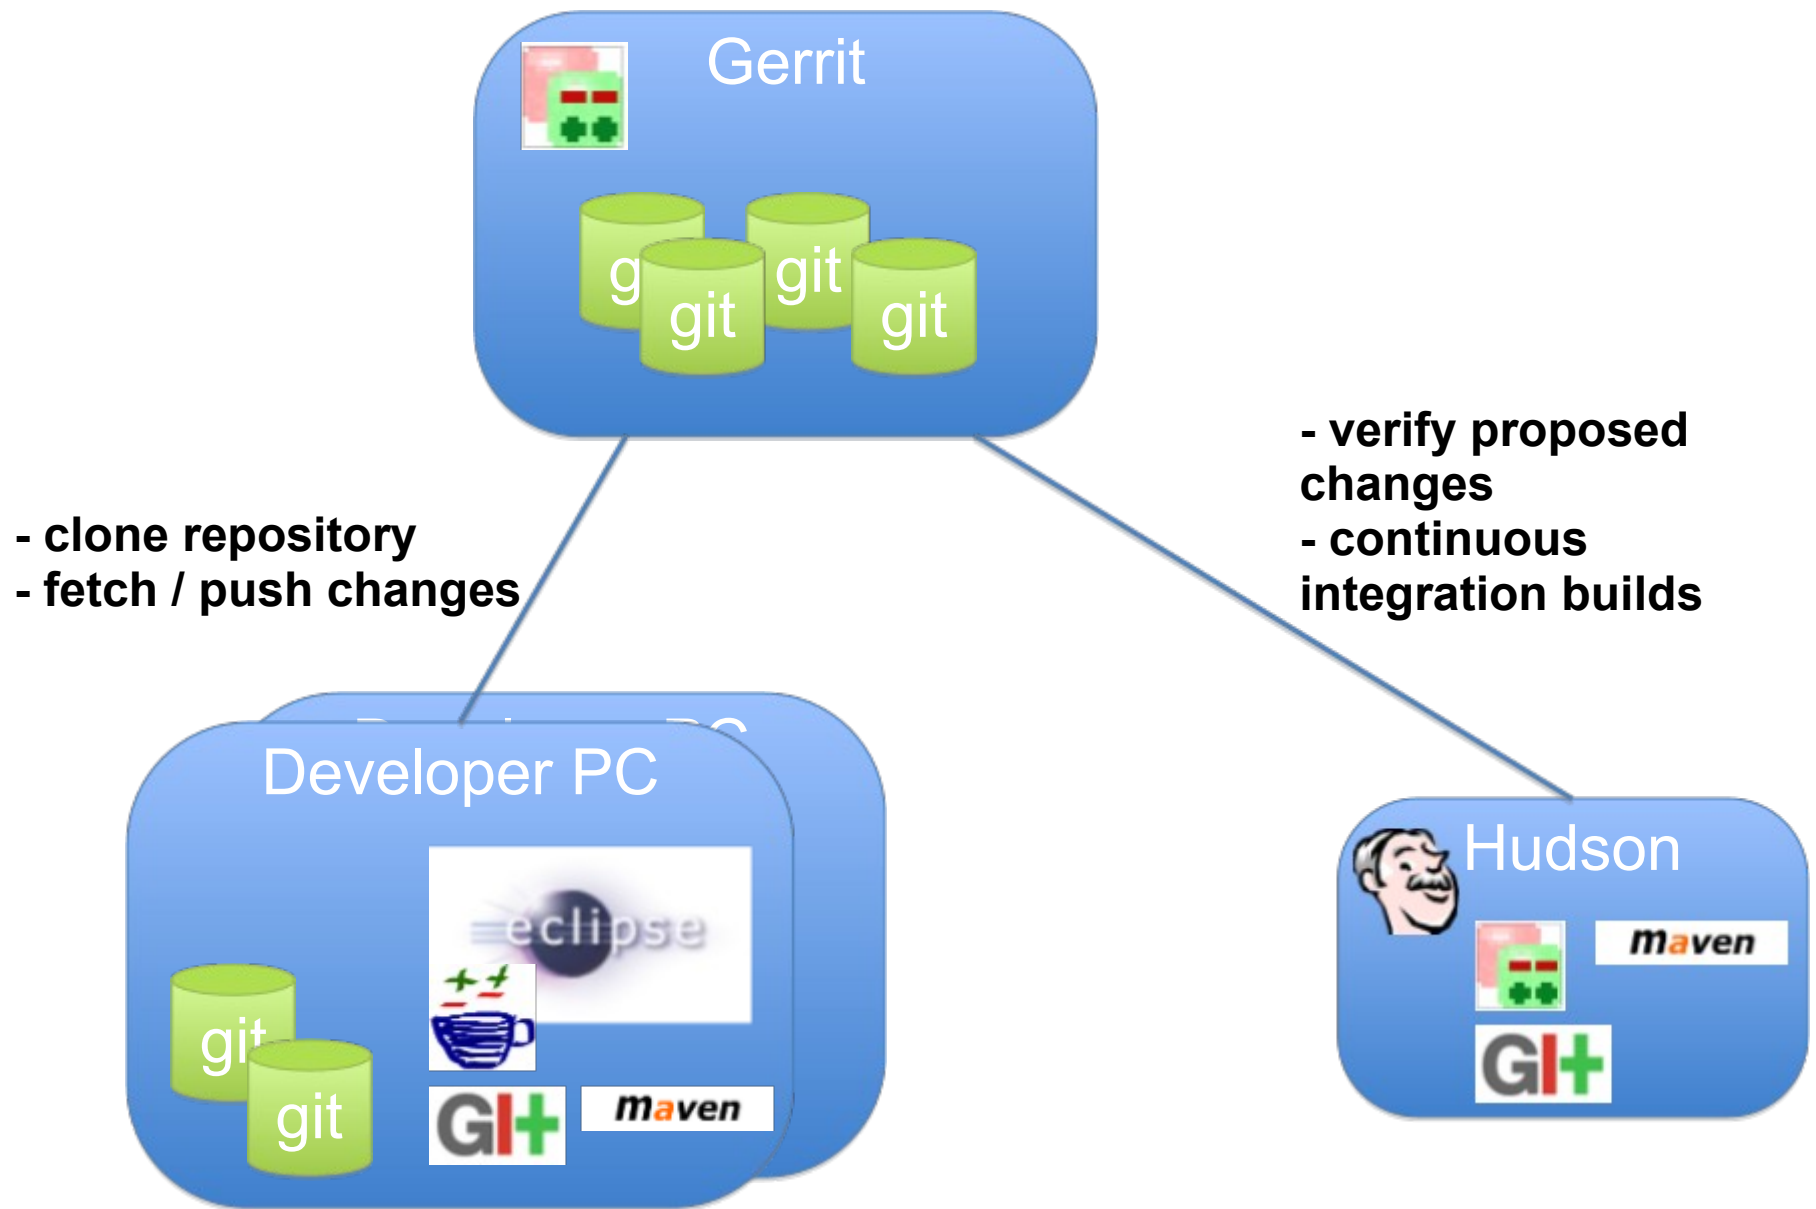 Gerrit
g
git
git
git
- verify proposed
changes
- continuous
integration builds
- clone repository
- fetch / push changes
Developer PC
eclipse
git
git
GIt
maven
Hudson
maven
GIt